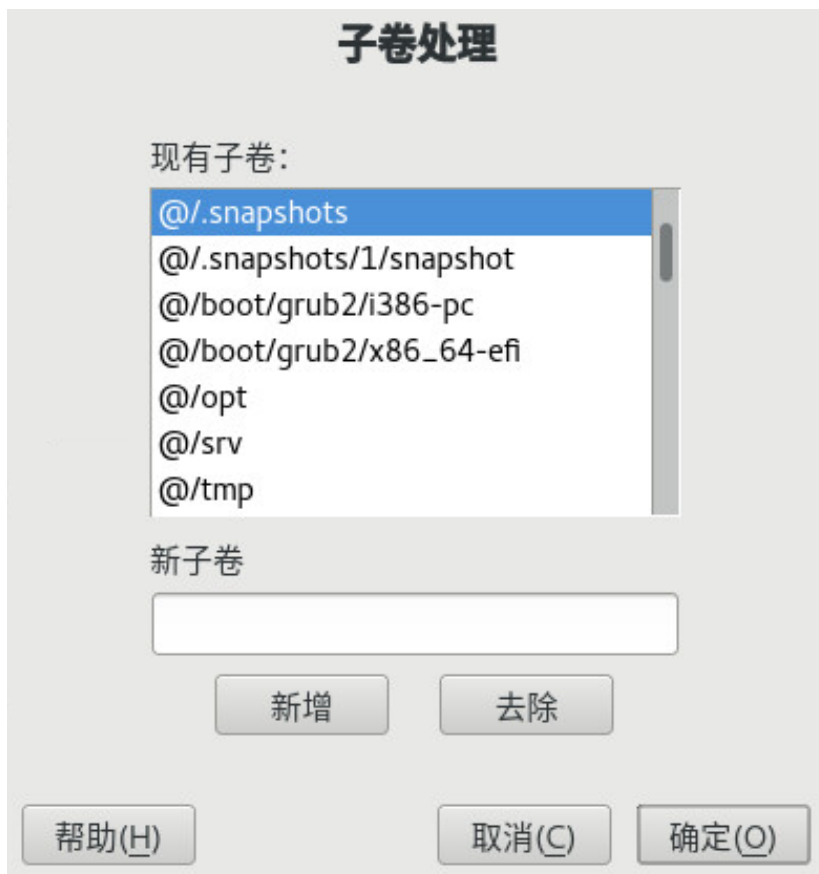 子卷处理
现有子卷：
@/.snapshots
@/.snapshots/1/snapshot
@/boot/grub2/i386-pc
@/boot/grub2/x86_64-efi
@/opt
@/srv
@/tmp
新子卷
新增 去除
帮助(H) 取消(C) 确定(O)